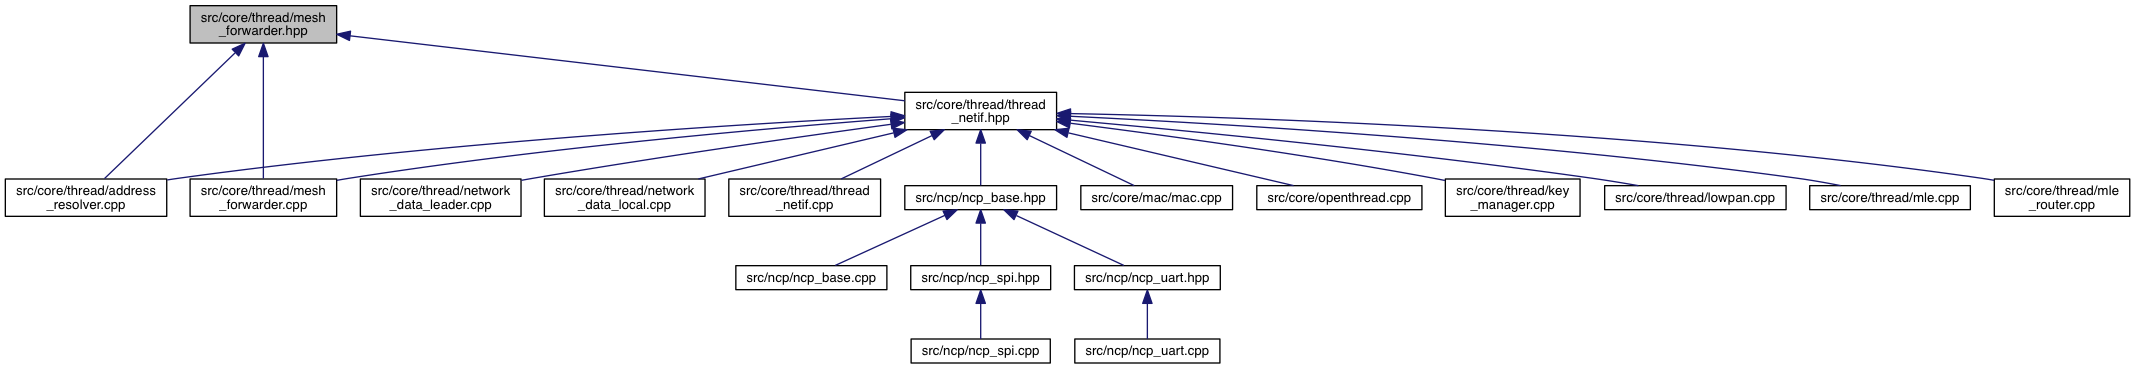 src/core/thread/mesh
_forwarder.hpp
src/core/thread/thread
_netif.hpp
src/core/thread/address
_resolver.cpp
src/core/thread/mesh
_forwarder.cpp
src/core/thread/network
_data_leader.cpp
src/core/thread/network
_data_local.cpp
src/core/thread/thread
_netif.cpp
src/ncp/ncp_base.hpp
src/core/mac/mac.cpp
src/core/openthread.cpp
src/core/thread/key
_manager.cpp
src/core/thread/lowpan.cpp
src/core/thread/mle.cpp
src/core/thread/mle
_router.cpp
src/ncp/ncp_base.cpp
src/ncp/ncp_spi.hpp
src/ncp/ncp_uart.hpp
src/ncp/ncp_spi.cpp
src/ncp/ncp_uart.cpp